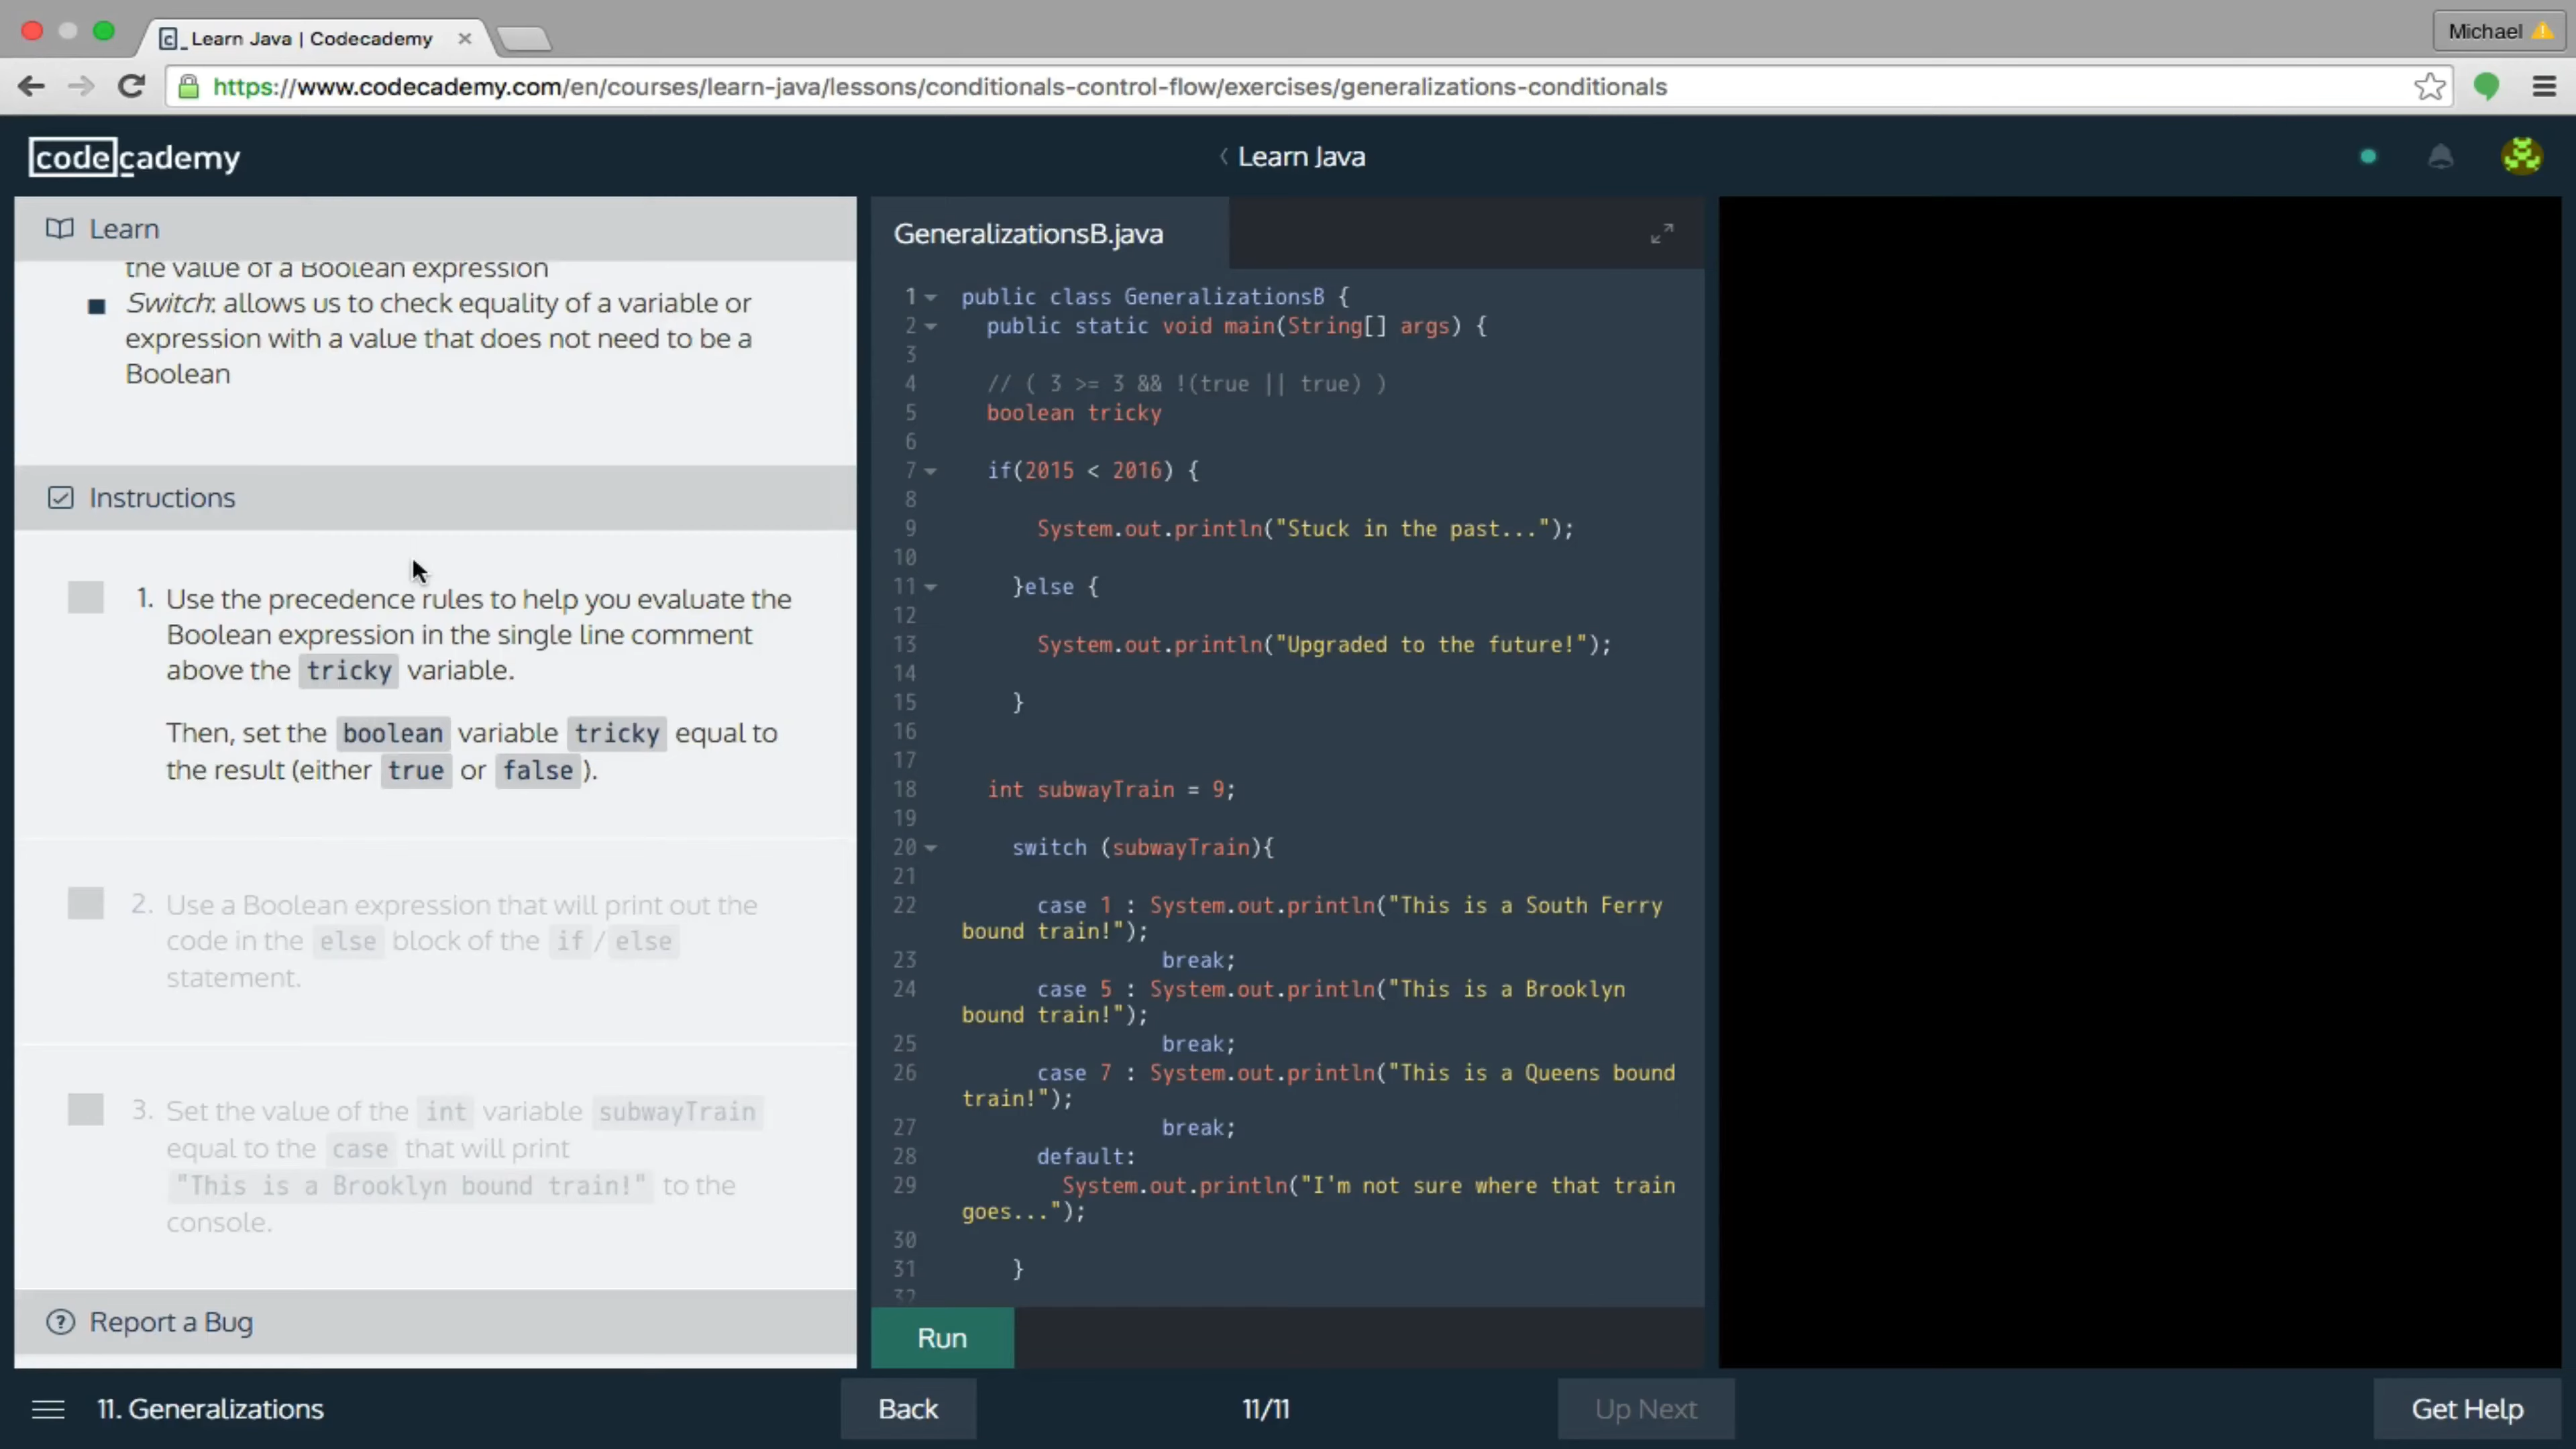 Learn Java | Codecademy
Michael
https://www.codecademy.com/en/courses/learn-java/lessons/conditionals-control-flow/exercises/generalizations-conditionals
codecademy
Learn Java
Learn
the value of a Boolean expression
Switch: allows us to check equality of a variable or
expression with a value that does not need to be a
Boolean
Instructions
1. Use the precedence rules to help you evaluate the
Boolean expression in the single line comment
above the tricky variable.
Then, set the boolean variable tricky equal to
the result (either true or false ).
2. Use a Boolean expression that will print out the
code in the else block of the if / else
statement.
3. Set the value of the int variable subwayTrain
equal to the case that will print
"This is a Brooklyn bound train!" to the
console.
Report a Bug
GeneralizationsB.java
1 public class GeneralizationsB {
2 public static void main(String[] args) {
3
4 // ( 3 >= 3 && !(true || true) )
5 boolean tricky
6
7 if(2015 < 2016) {
8
9 System.out.println("Stuck in the past...");
10
11 }else {
12
13 System.out.println("Upgraded to the future!");
14
15 }
16
17
18 int subwayTrain = 9;
19
20 switch (subwayTrain){
21
22 case 1 : System.out.println("This is a South Ferry
bound train!");
23 break;
24 case 5 : System.out.println("This is a Brooklyn
bound train!");
25 break;
26 case 7 : System.out.println("This is a Queens bound
train!");
27 break;
28 default:
29 System.out.println("I'm not sure where that train
goes...");
30
31 }
32
Run
11. Generalizations
Back
11/11
Up Next
Get Help